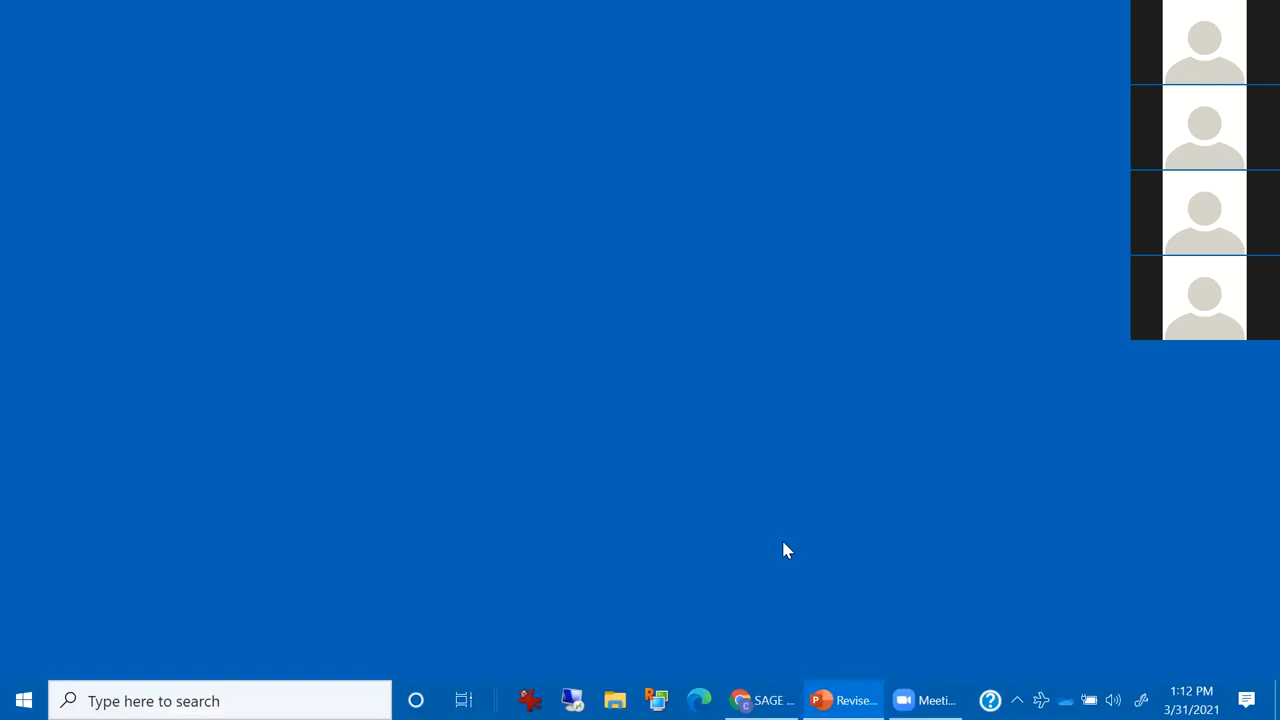 Type here to search
SAGE ...
Revise...
Meeti...
1:12 PM
3/31/2021